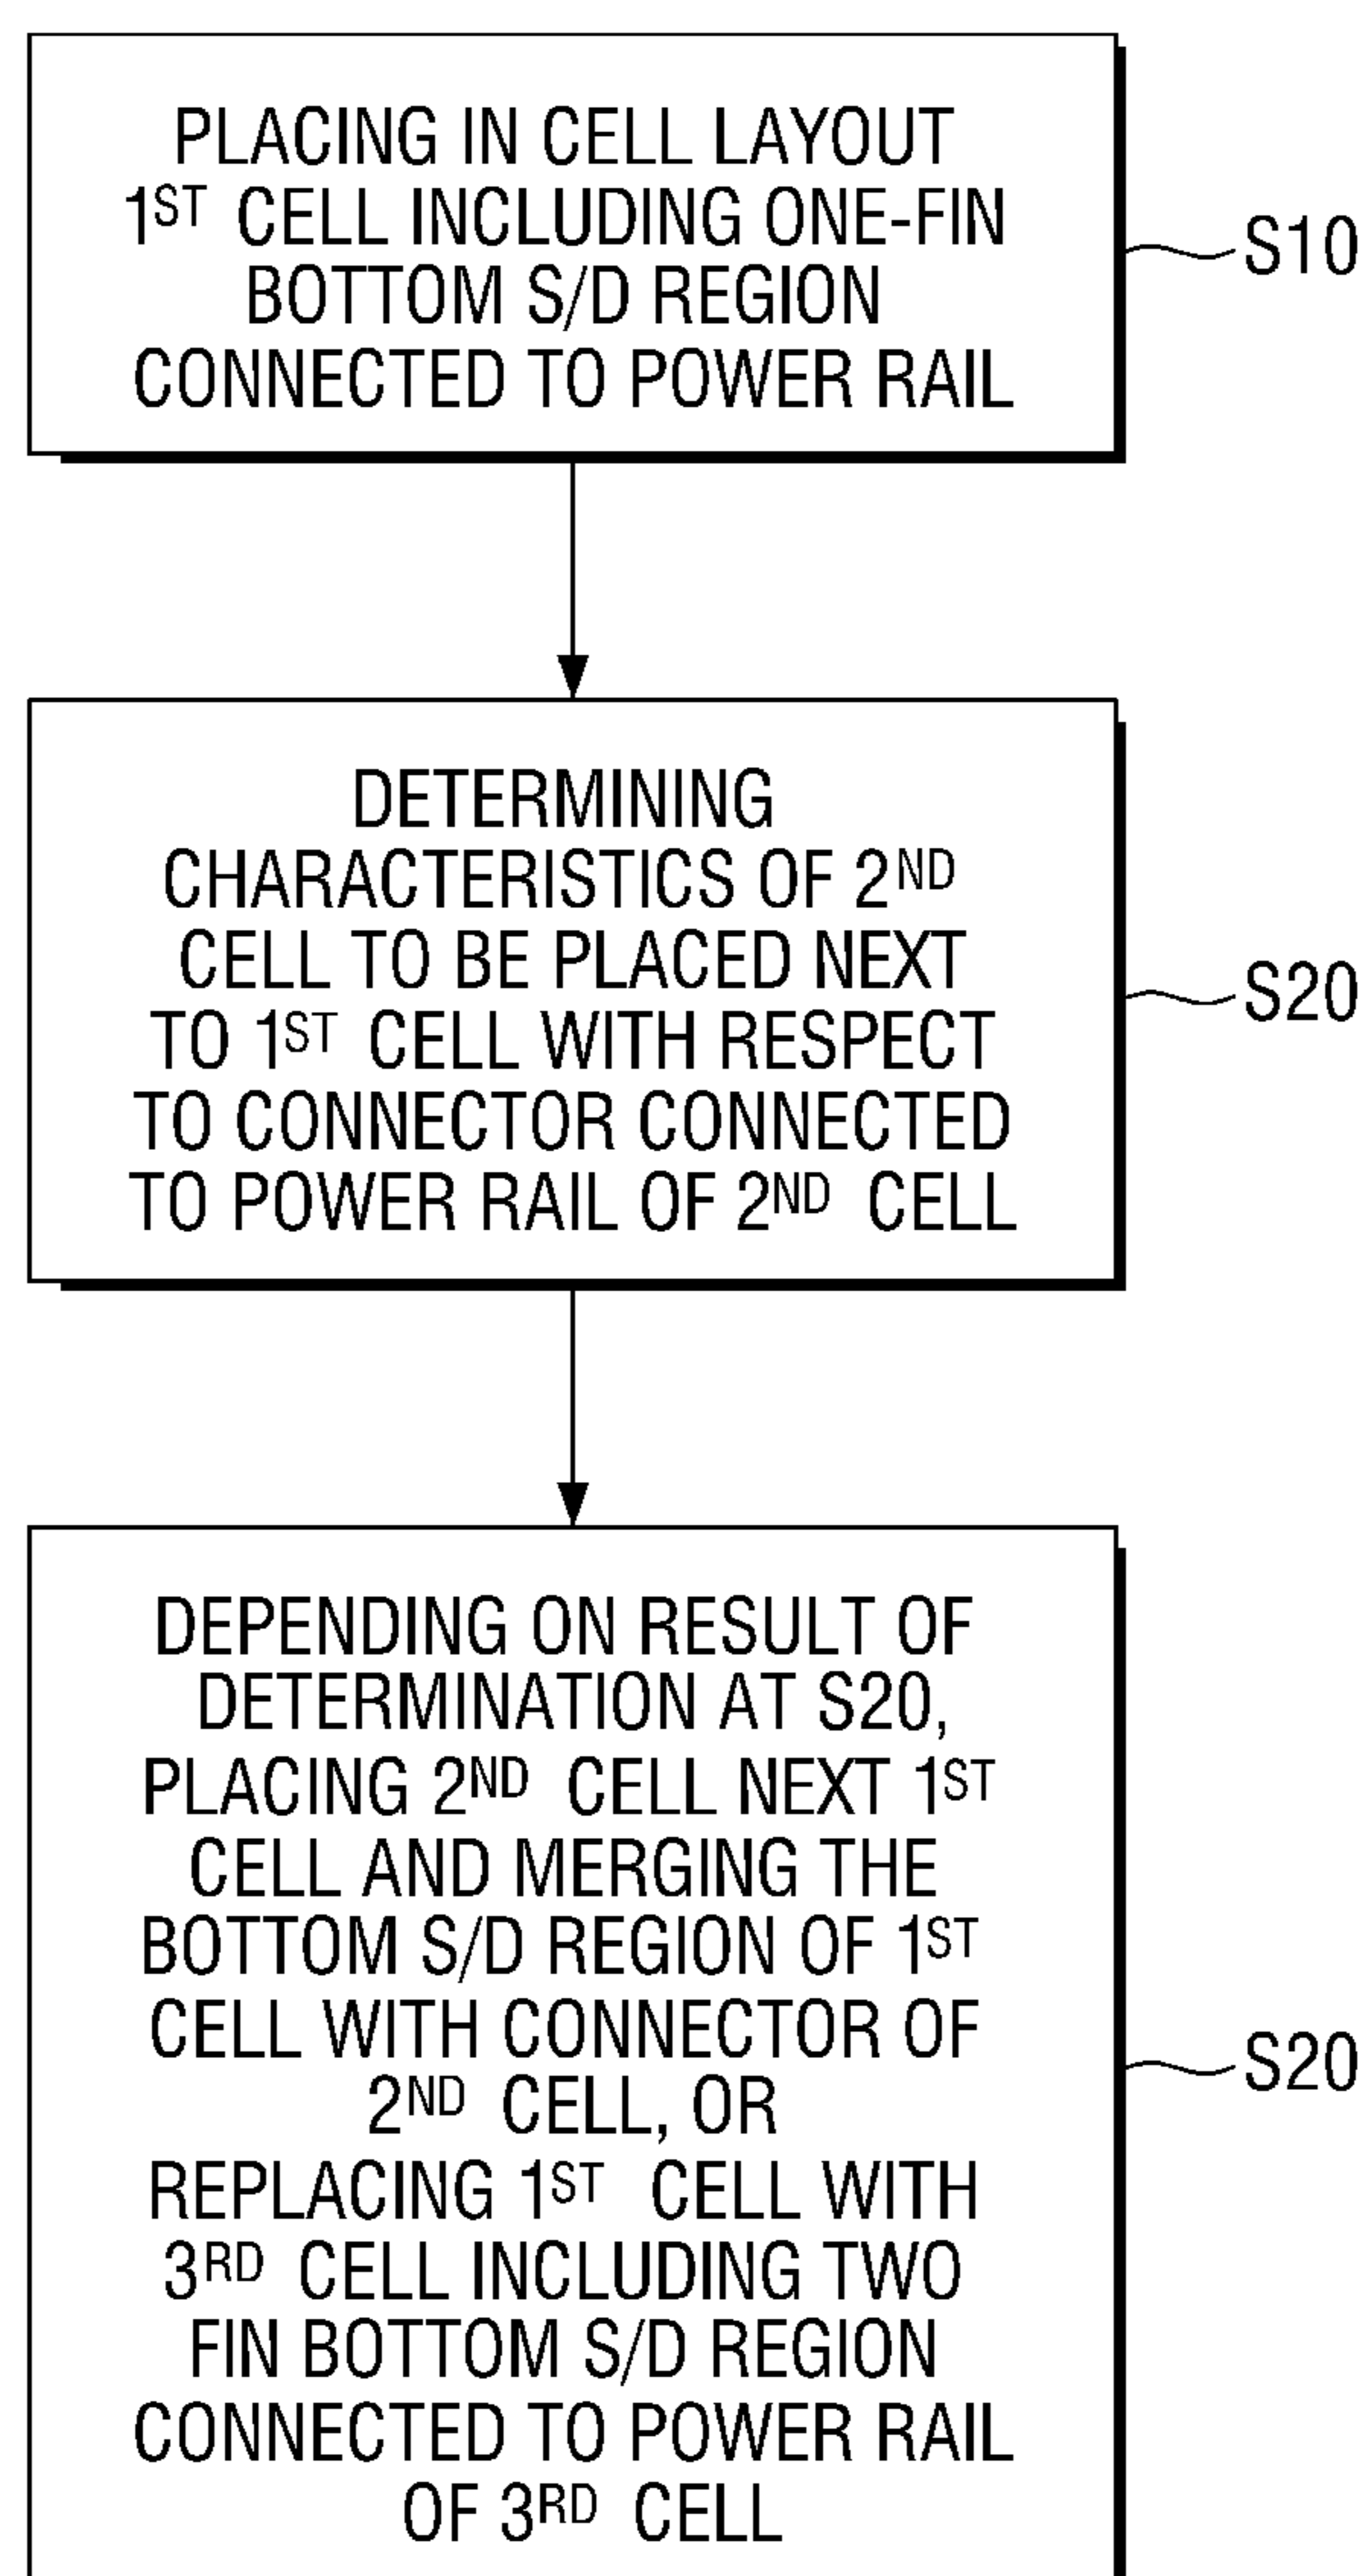 PLACING IN CELL LAYOUT
1ST CELL INCLUDING ONE-FIN
BOTTOM S/D REGION
CONNECTED TO POWER RAIL
S10
DETERMINING
CHARACTERISTICS OF 2ND
CELL TO BE PLACED NEXT
TO 1ST CELL WITH RESPECT
TO CONNECTOR CONNECTED
TO POWER RAIL OF 2ND CELL
S20
DEPENDING ON RESULT OF
DETERMINATION AT S20,
PLACING 2ND CELL NEXT 1ST
CELL AND MERGING THE
BOTTOM S/D REGION OF 1ST
CELL WITH CONNECTOR OF
2ND CELL, OR
REPLACING 1ST CELL WITH
3RD CELL INCLUDING TWO
FIN BOTTOM S/D REGION
CONNECTED TO POWER RAIL
OF 3RD CELL
S20